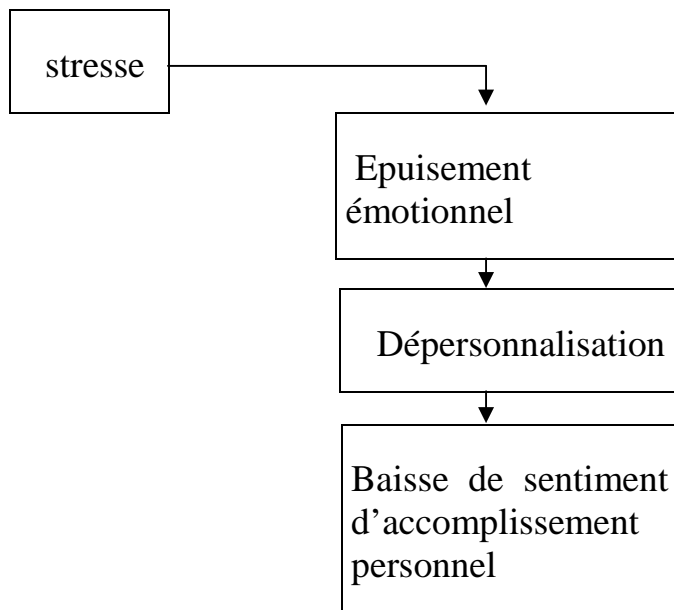 stresse
Epuisement
émotionnel
Dépersonnalisation
Baisse de sentiment
d’accomplissement
personnel